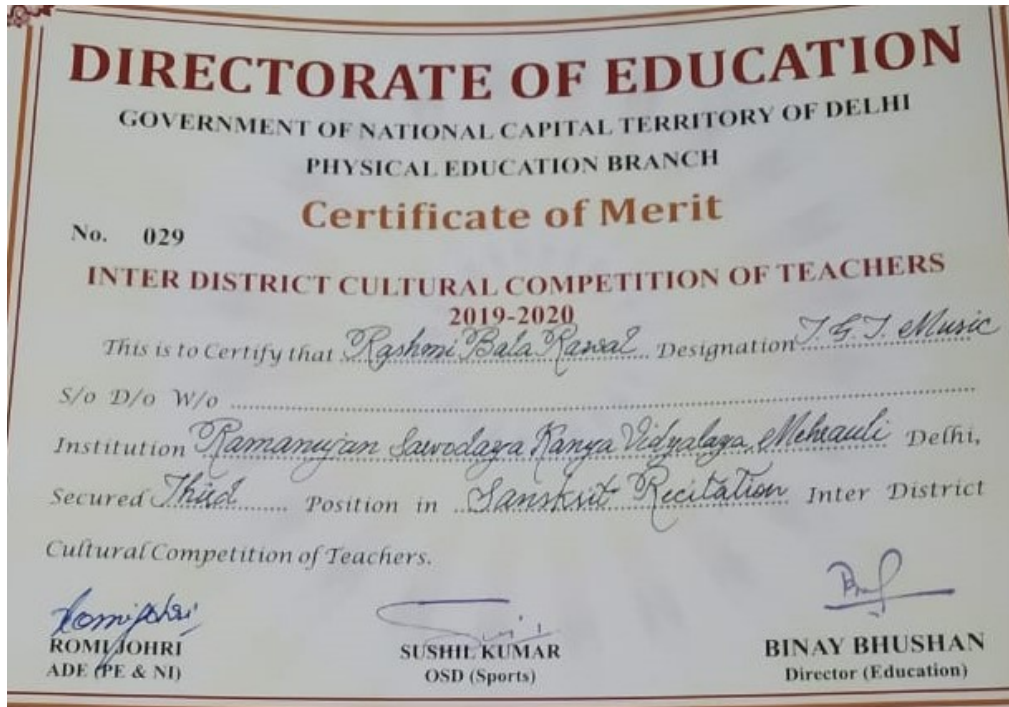 DIRECTORATE OF EDUCATION
GOVERNMENT OF NATIONAL CAPITAL TERRITORY OF DELHI
PHYSICAL EDUCATION BRANCH
Certificate of Merit
No. 029
INTER DISTRICT CULTURAL COMPETITION OF TEACHERS
2019-2020
This is to Certify that Rashmi Bala Rawal Designation T.G.T. Music
S/o D/o W/o
Institution Ramanujan Sarvodaya Kanya Vidyalaya, Mehrauli Delhi,
Secured Third Position in Sanskrit Recitation Inter District
Cultural Competition of Teachers.
Romi Johri
ROMI JOHRI SUSHIL KUMAR BINAY BHUSHAN
ADE (PE & NI) OSD (Sports) Director (Education)